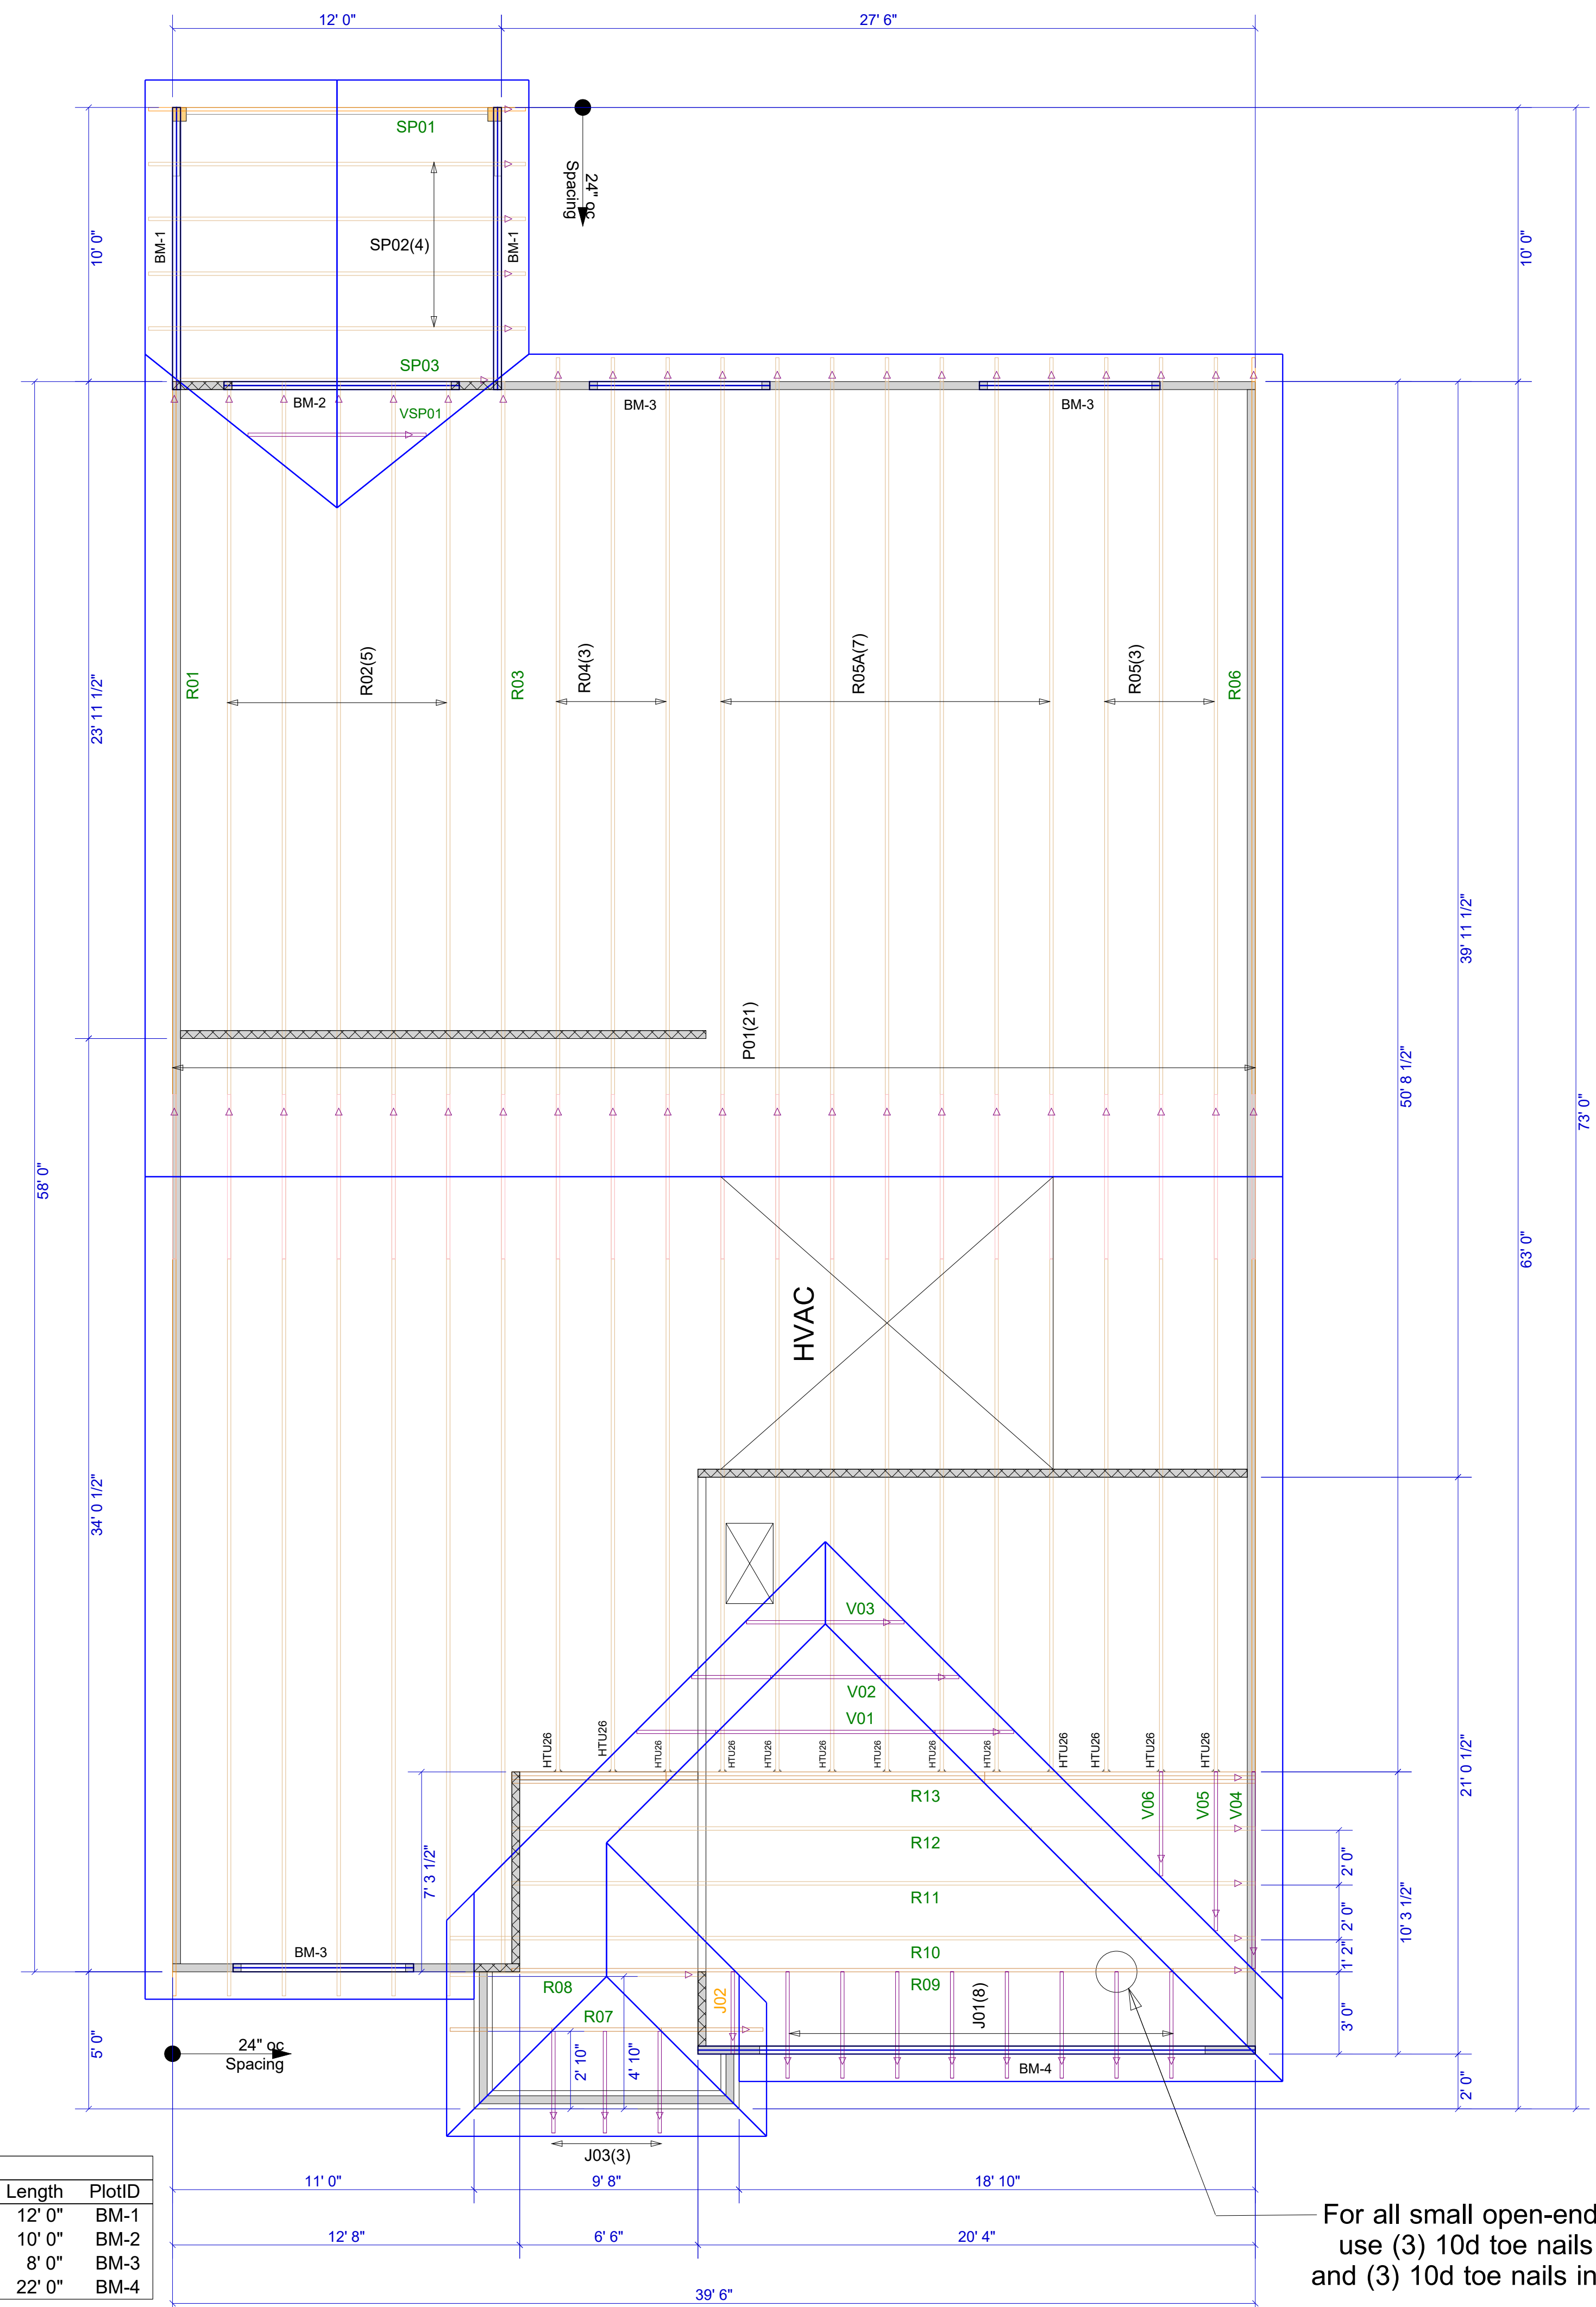 12' 0"
27' 6"
SP01
24" oc
Spacing
10' 0"
BM-1
SP02(4)
BM-1
10' 0"
SP03
BM-2
VSP01
BM-3
BM-3
23' 11 1/2"
R01
R02(5)
R03
R04(3)
R05A(7)
R05(3)
R06
39' 11 1/2"
P01(21)
50' 8 1/2"
73' 0"
58' 0"
63' 0"
HVAC
34' 0 1/2"
V03
V02
V01
HTU26
HTU26
HTU26
HTU26
HTU26
HTU26
HTU26
HTU26
HTU26
HTU26
HTU26
HTU26
HTU26
21' 0 1/2"
R13
V06
V05
V04
R12
7' 3 1/2"
2' 0"
R11
2' 0"
10' 3 1/2"
BM-3
R10
1' 2"
R08
R09
J02
J01(8)
R07
3' 0"
24" oc
Spacing
5' 0"
2' 10"
4' 10"
BM-4
2' 0"
J03(3)
11' 0"
9' 8"
18' 10"
Length PlotID
12' 0" BM-1
10' 0" BM-2
8' 0" BM-3
22' 0" BM-4
12' 8"
6' 6"
20' 4"
39' 6"
For all small open-end
use (3) 10d toe nails
and (3) 10d toe nails in